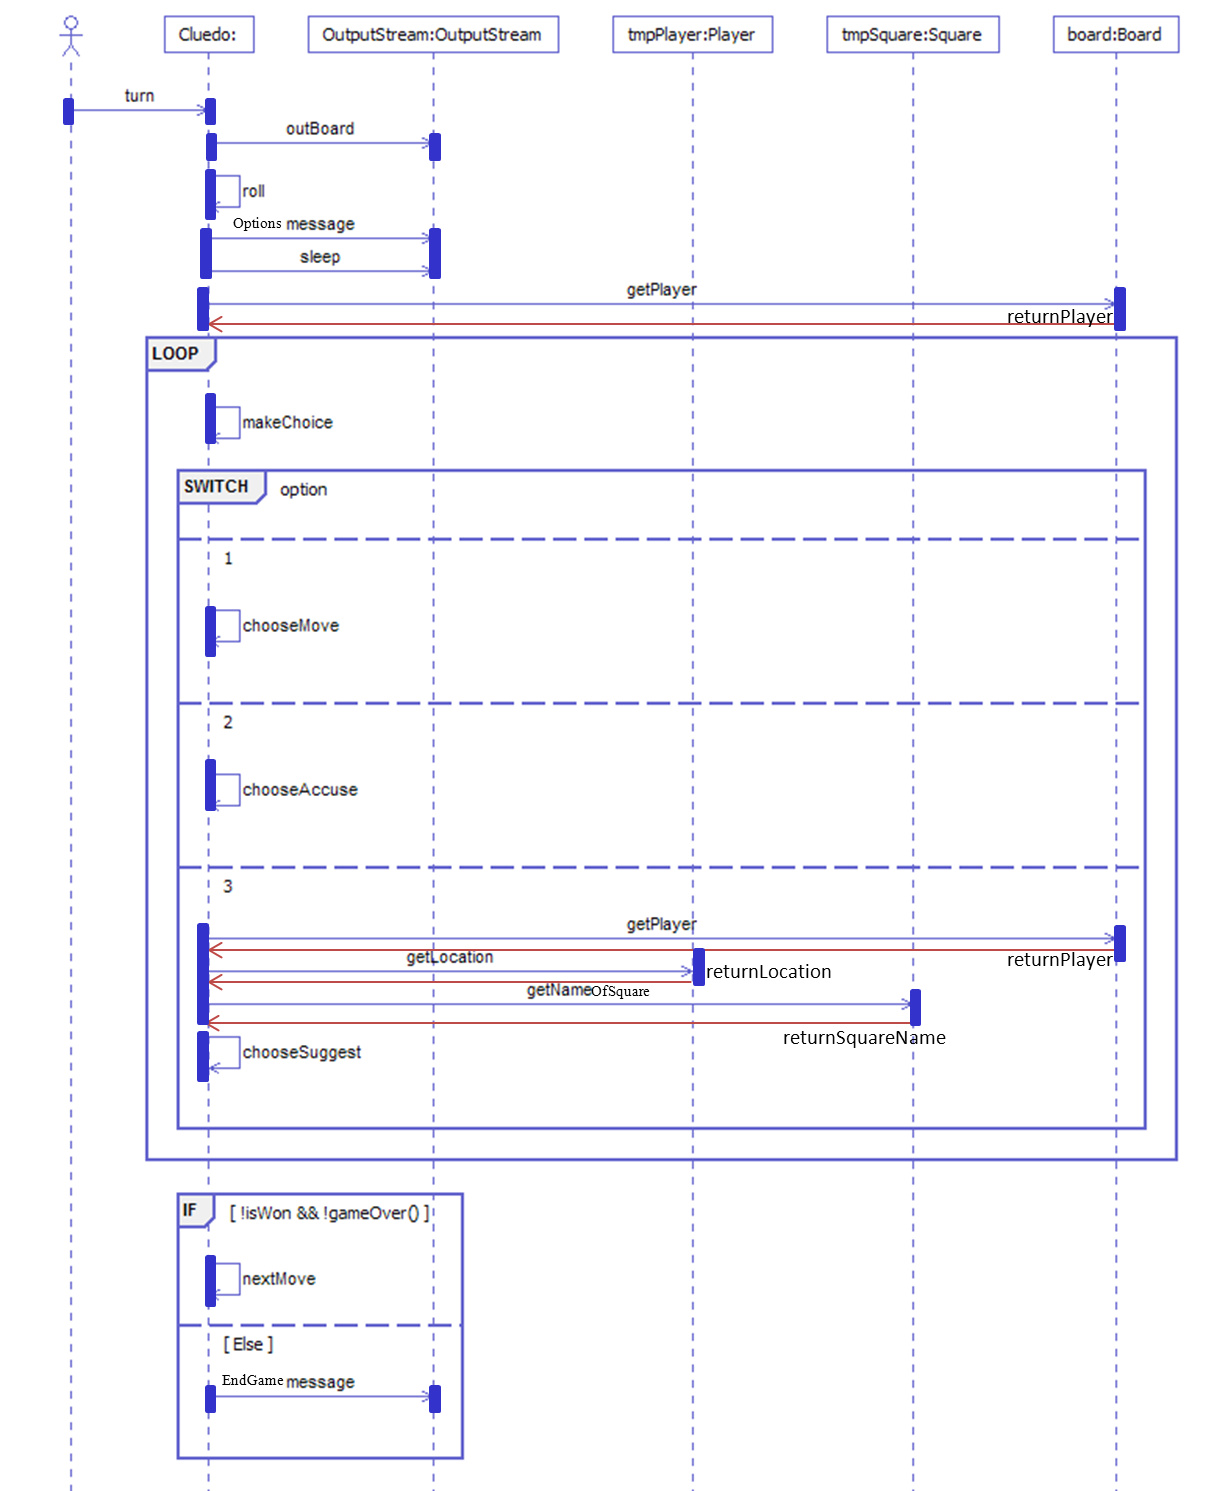 Cluedo: OutputStream:OutputStream tmpPlayer:Player tmpSquare:Square board:Board
turn
outBoard
roll
Options message
sleep
getPlayer
returnPlayer
LOOP
makeChoice
SWITCH option
1
chooseMove
2
chooseAccuse
3
getPlayer
returnPlayer
getLocation
returnLocation
getNameOfSquare
returnSquareName
chooseSuggest
IF [ !isWon && !gameOver() ]
nextMove
[ Else ]
EndGame message